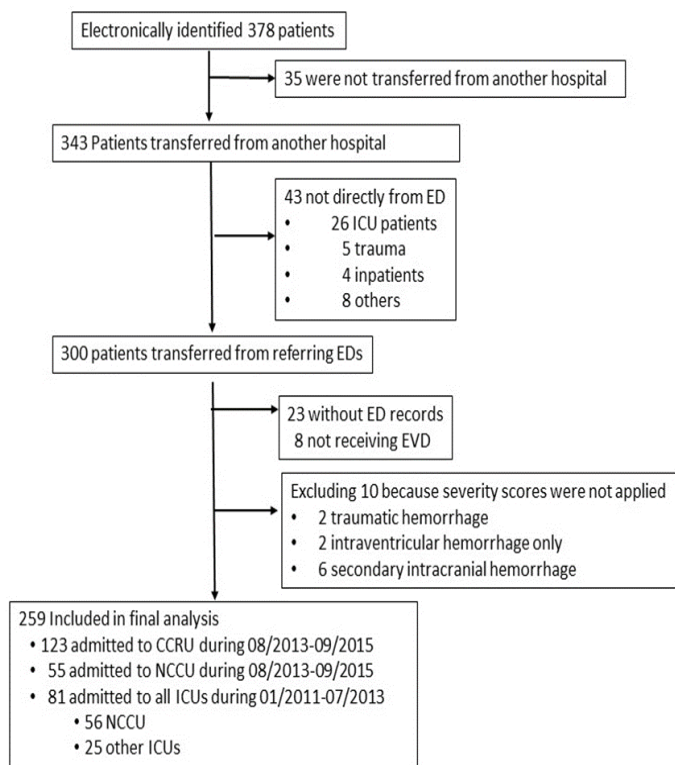 Electronically identified 378 patients
35 were not transferred from another hospital
343 Patients transferred from another hospital
43 not directly from ED
• 26 ICU patients
• 5 trauma
• 4 inpatients
• 8 others
300 patients transferred from referring EDs
23 without ED records
8 not receiving EVD
Excluding 10 because severity scores were not applied
• 2 traumatic hemorrhage
• 2 intraventricular hemorrhage only
• 6 secondary intracranial hemorrhage
259 Included in final analysis
• 123 admitted to CCRU during 08/2013-09/2015
• 55 admitted to NCCU during 08/2013-09/2015
• 81 admitted to all ICUs during 01/2011-07/2013
• 56 NCCU
• 25 other ICUs